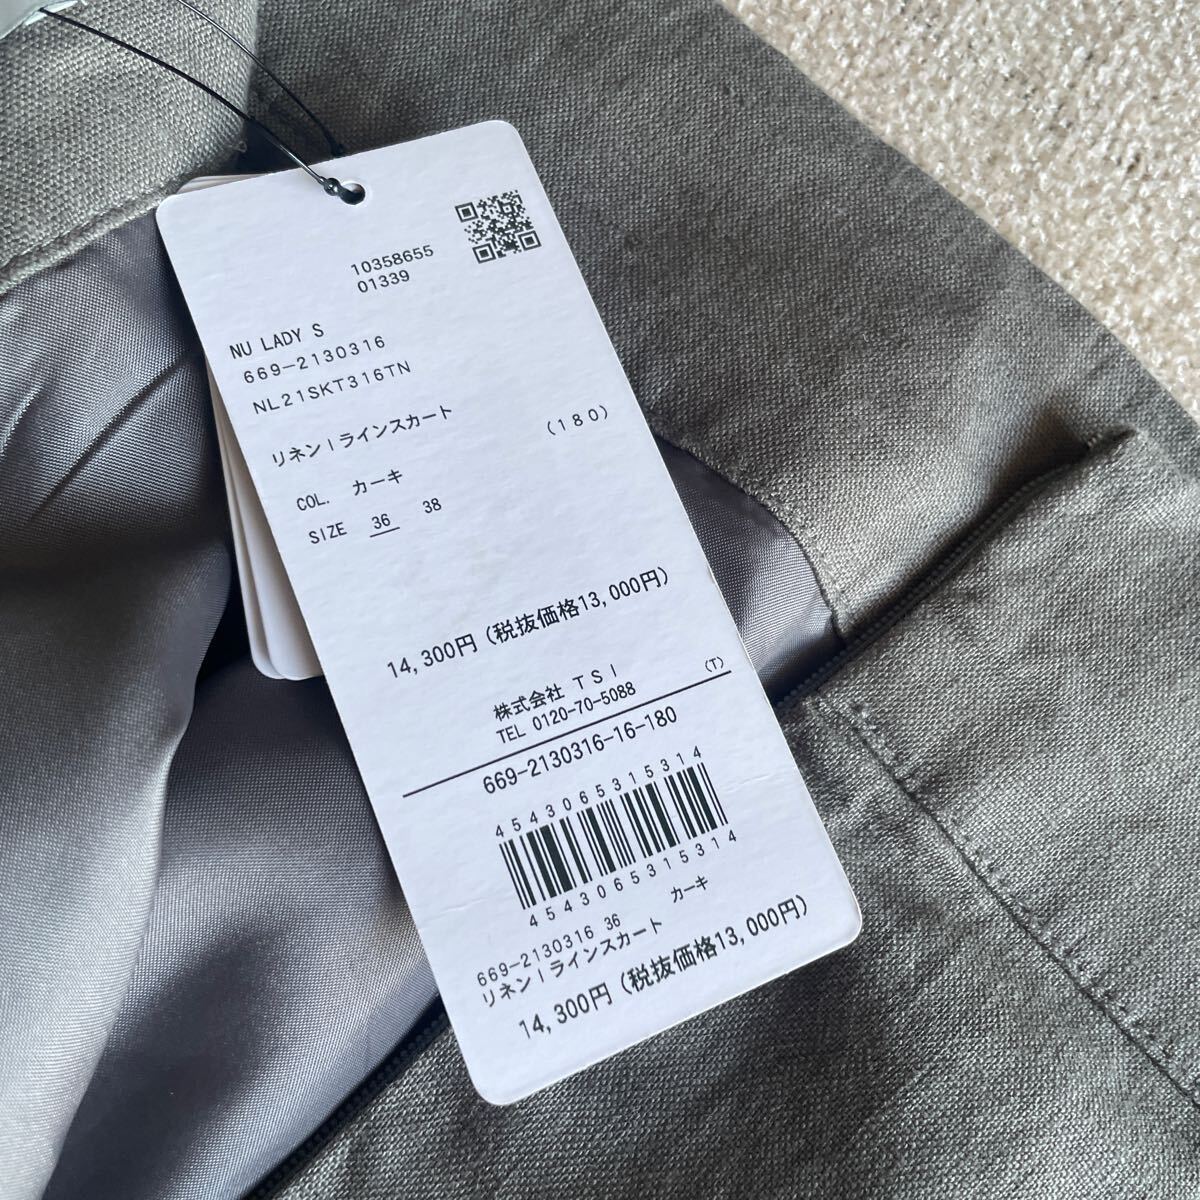 10358655
01339
NU LADY S
669-2130316
NL21SKT316TN
リネンIラインスカート (180)
COL. カーキ
SIZE 36 38
14,300円(税抜価格13,000円)
株式会社 TSI
TEL 0120-70-5088 (T)
669-2130316-16-180
4543065315314
4543065315314
669-2130316 36 カーキ
リネンIラインスカート
14,300円(税抜価格13,000円)